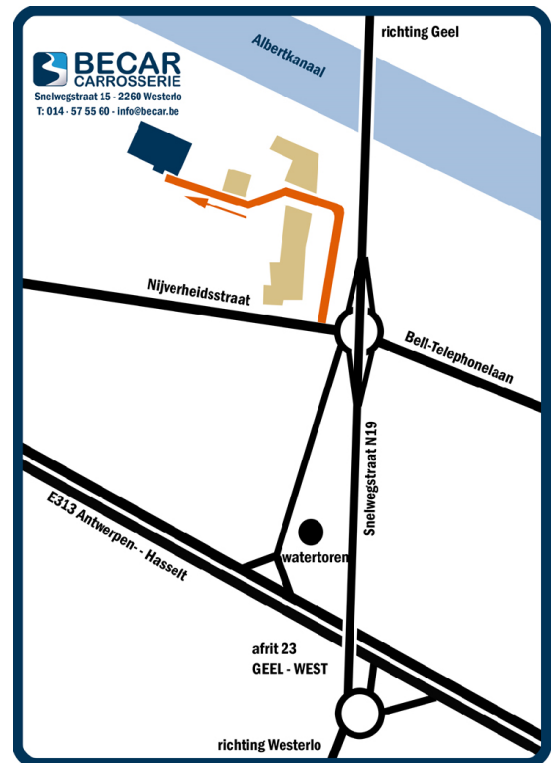 richting Geel
Albertkanaal
BECAR
CARROSSERIE
Snelwegstraat 15 - 2260 Westerlo
T: 014 - 57 55 60 - info@becar.be
Nijverheidsstraat
Bell-Telephonelaan
Snelwegstraat N19
E313 Antwerpen- - Hasselt
watertoren
afrit 23
GEEL - WEST
richting Westerlo